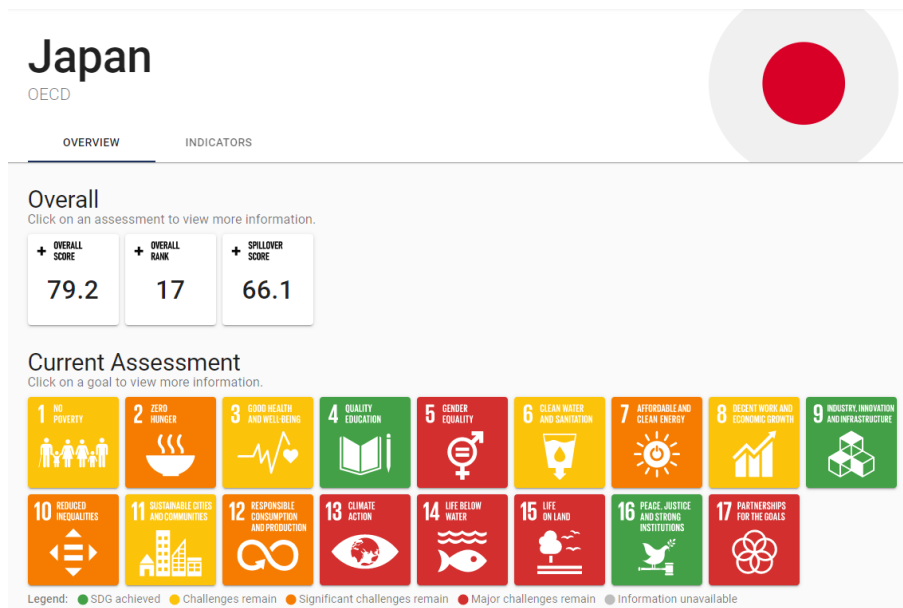 Japan
OECD
OVERVIEW
INDICATORS
Overall
Click on an assessment to view more information.
+ OVERALL
SCORE
79.2
+ OVERALL
RANK
17
+ SPILLOVER
SCORE
66.1
Current Assessment
Click on a goal to view more information.
1 NO
POVERTY
2 ZERO
HUNGER
3 GOOD HEALTH
AND WELL-BEING
4 QUALITY
EDUCATION
5 GENDER
EQUALITY
6 CLEAN WATER
AND SANITATION
7 AFFORDABLE AND
CLEAN ENERGY
8 DECENT WORK AND
ECONOMIC GROWTH
9 INDUSTRY, INNOVATION
AND INFRASTRUCTURE
10 REDUCED
INEQUALITIES
11 SUSTAINABLE CITIES
AND COMMUNITIES
12 RESPONSIBLE
CONSUMPTION
AND PRODUCTION
13 CLIMATE
ACTION
14 LIFE BELOW
WATER
15 LIFE
ON LAND
16 PEACE, JUSTICE
AND STRONG
INSTITUTIONS
17 PARTNERSHIPS
FOR THE GOALS
Legend: SDG achieved Challenges remain Significant challenges remain Major challenges remain Information unavailable